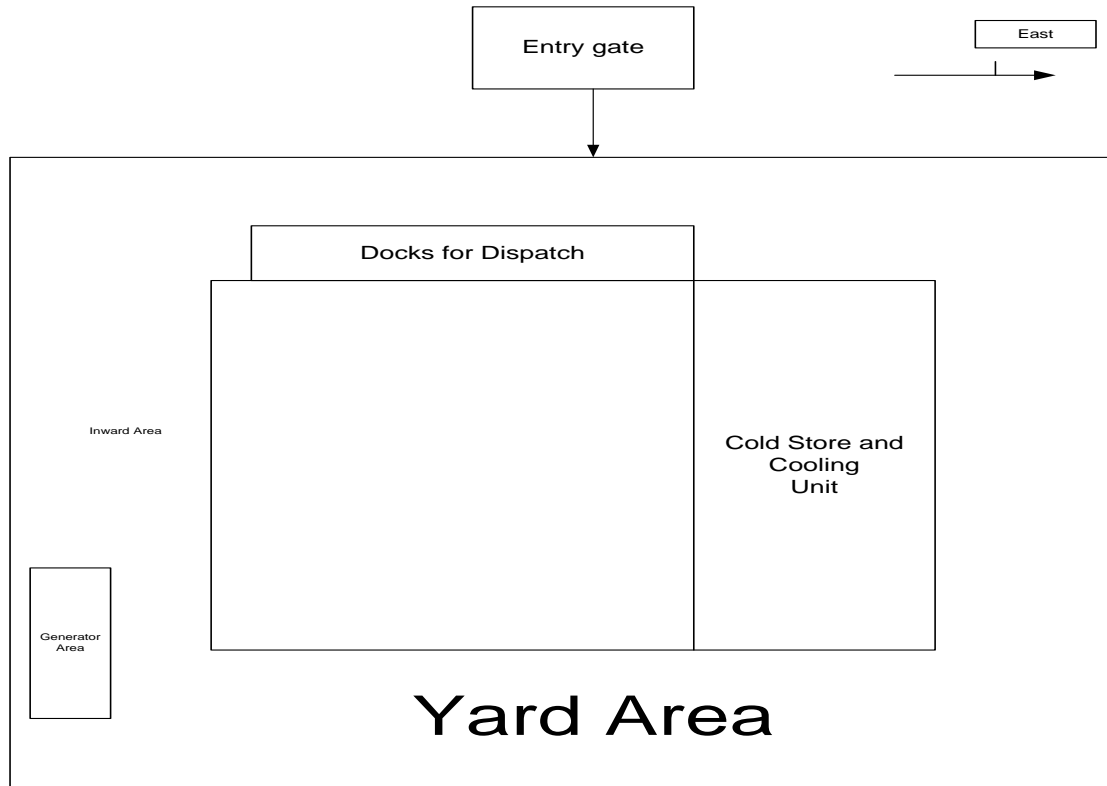 Entry gate
East
Docks for Dispatch
Inward Area
Cold Store and
Cooling
Unit
Generator
Area
Yard Area